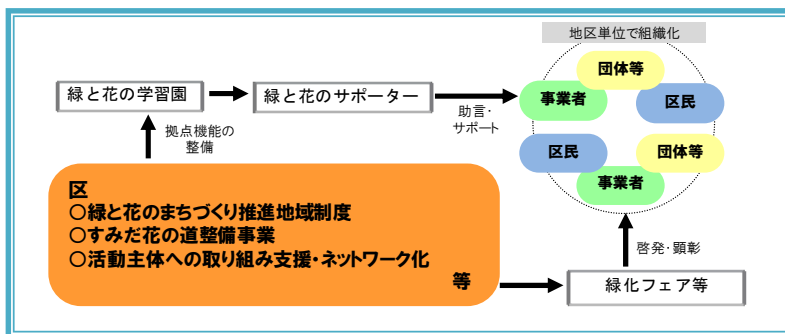 地区単位で組織化
団体等
事業者
区民
区民
団体等
事業者
緑と花の学習園
緑と花のサポーター
助言・
サポート
拠点機能の
整備
区
○緑と花のまちづくり推進地域制度
○すみだ花の道整備事業
○活動主体への取り組み支援・ネットワーク化
等
啓発・顕彰
緑化フェア等